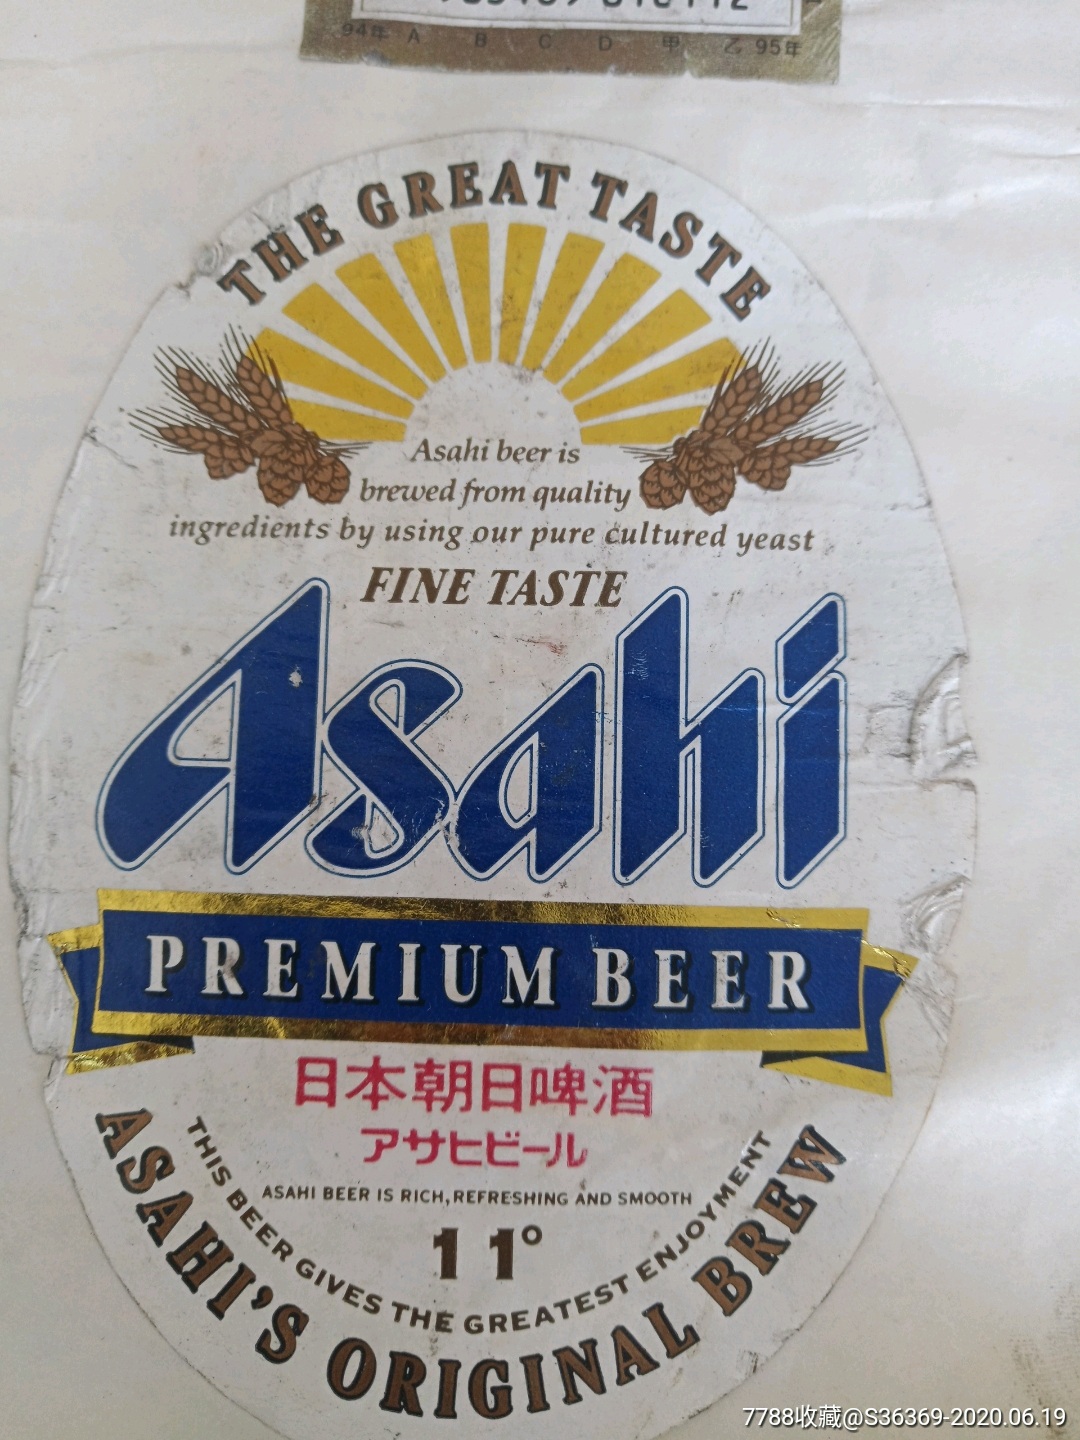 94年 A B C D 甲 乙 95年
THE GREAT TASTE
Asahi beer is
brewed from quality
ingredients by using our pure cultured yeast
FINE TASTE
Asahi
PREMIUM BEER
日本朝日啤酒
アサヒビール
ASAHI BEER IS RICH, REFRESHING AND SMOOTH
11°
THIS BEER GIVES THE GREATEST ENJOYMENT
ASAHI'S ORIGINAL BREW
7788收藏@S36369-2020.06.19